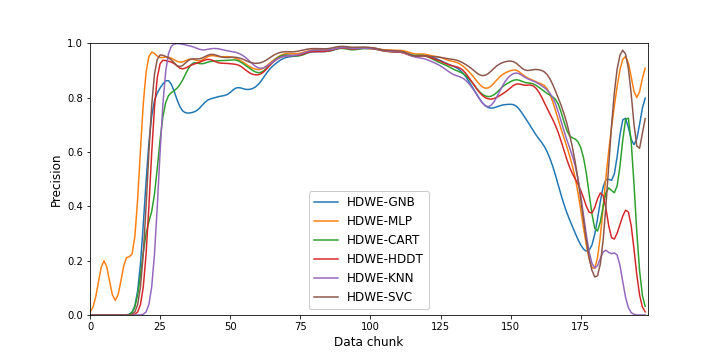 1.0
0.8
0.6
0.4
0.2
0.0
Precision
HDWE-GNB
HDWE-MLP
HDWE-CART
HDWE-HDDT
HDWE-KNN
HDWE-SVC
0 25 50 75 100 125 150 175
Data chunk